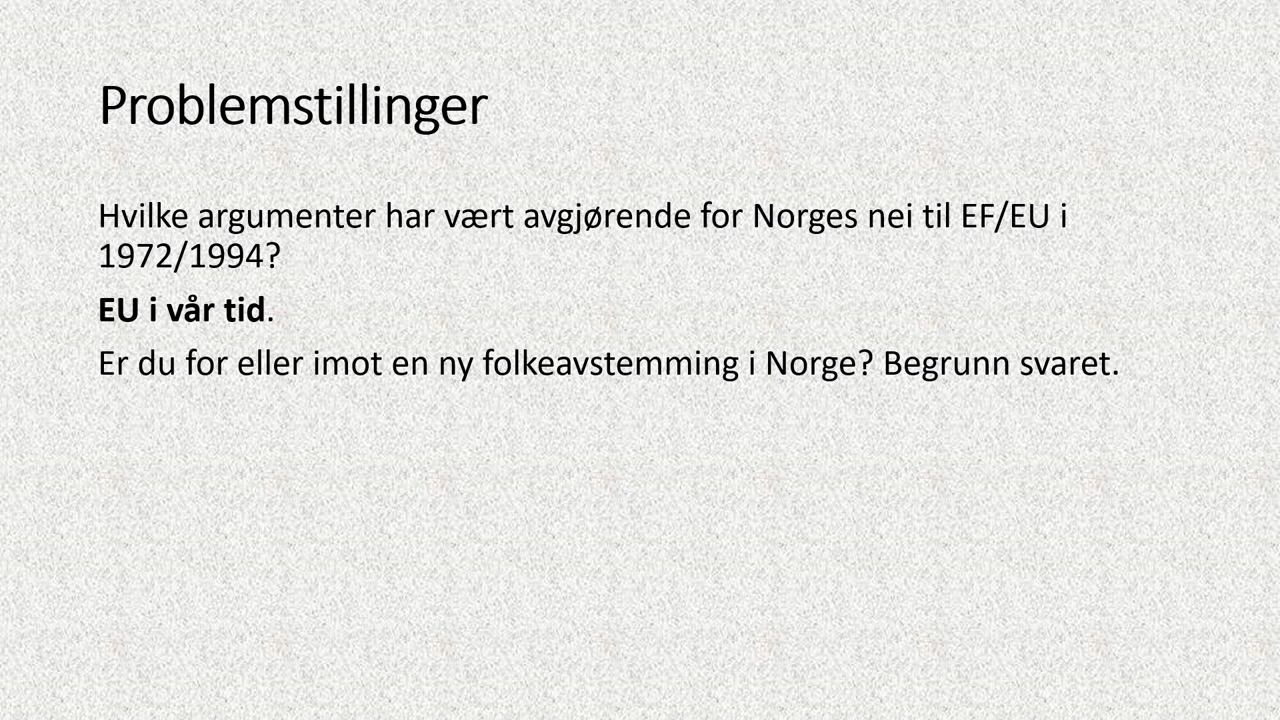 Problemstillinger
Hvilke argumenter har vært avgjørende for Norges nei til EF/EU i
1972/1994?
EU i vår tid.
Er du for eller imot en ny folkeavstemming i Norge? Begrunn svaret.